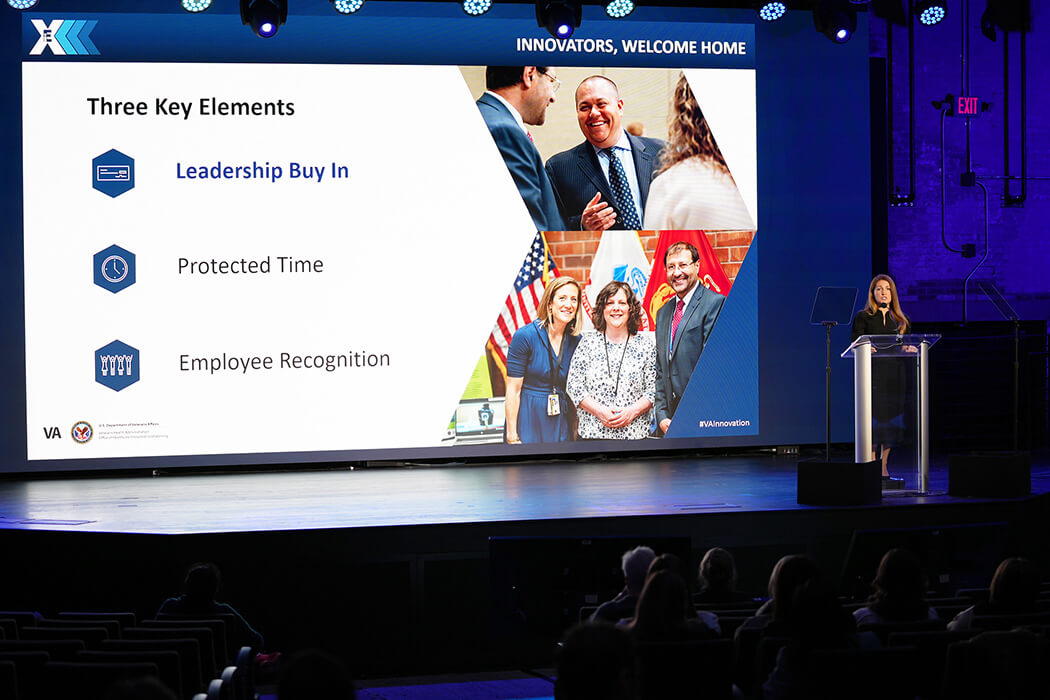 XE
INNOVATORS, WELCOME HOME
EXIT
Three Key Elements
Leadership Buy In
Protected Time
Employee Recognition
VA
U.S. Department of Veterans Affairs
#VAInnovation